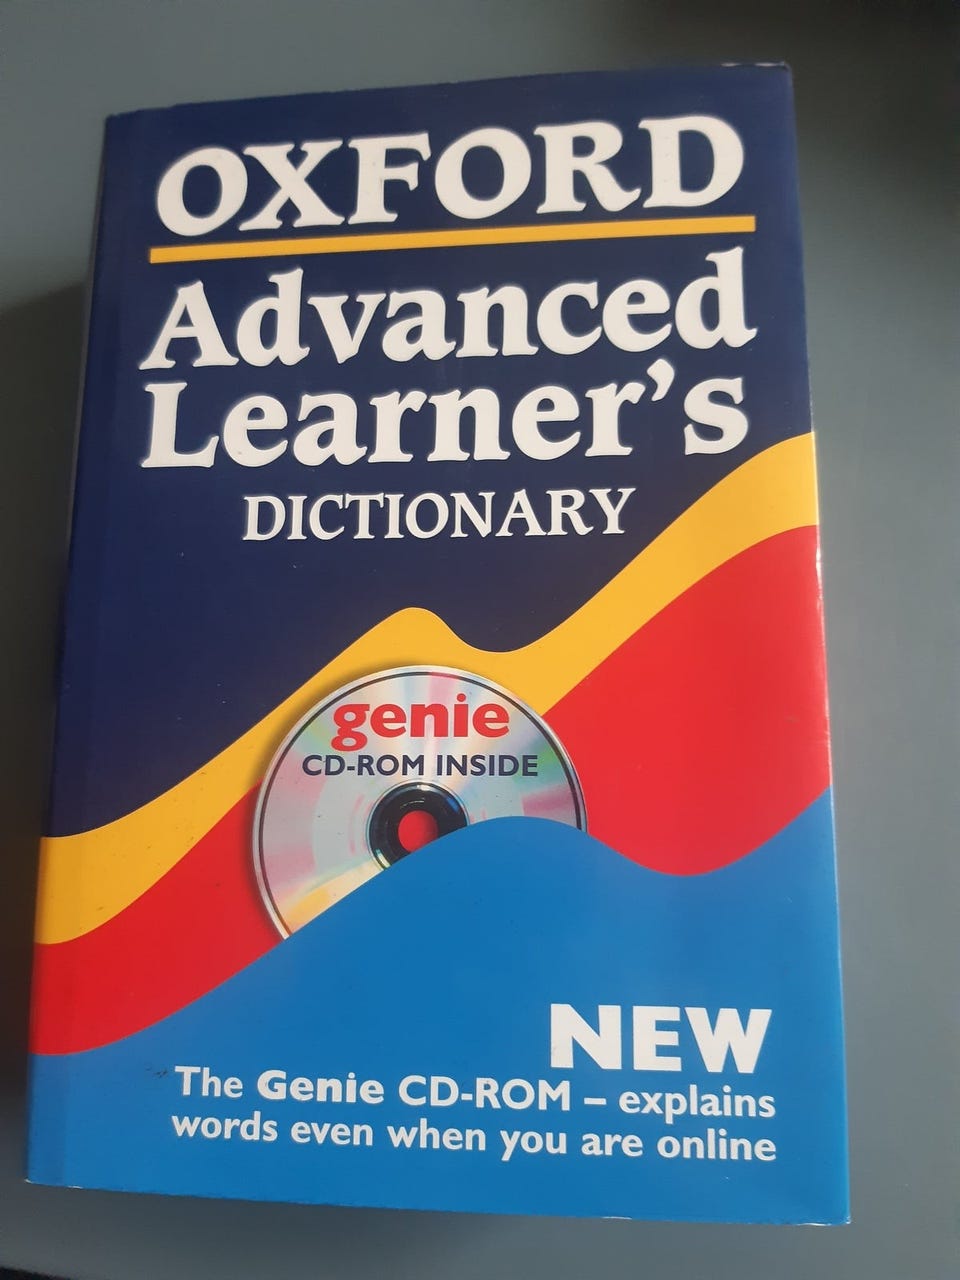 OXFORD
Advanced
Learner's
DICTIONARY
genie
CD-ROM INSIDE
NEW
The Genie CD-ROM – explains
words even when you are online